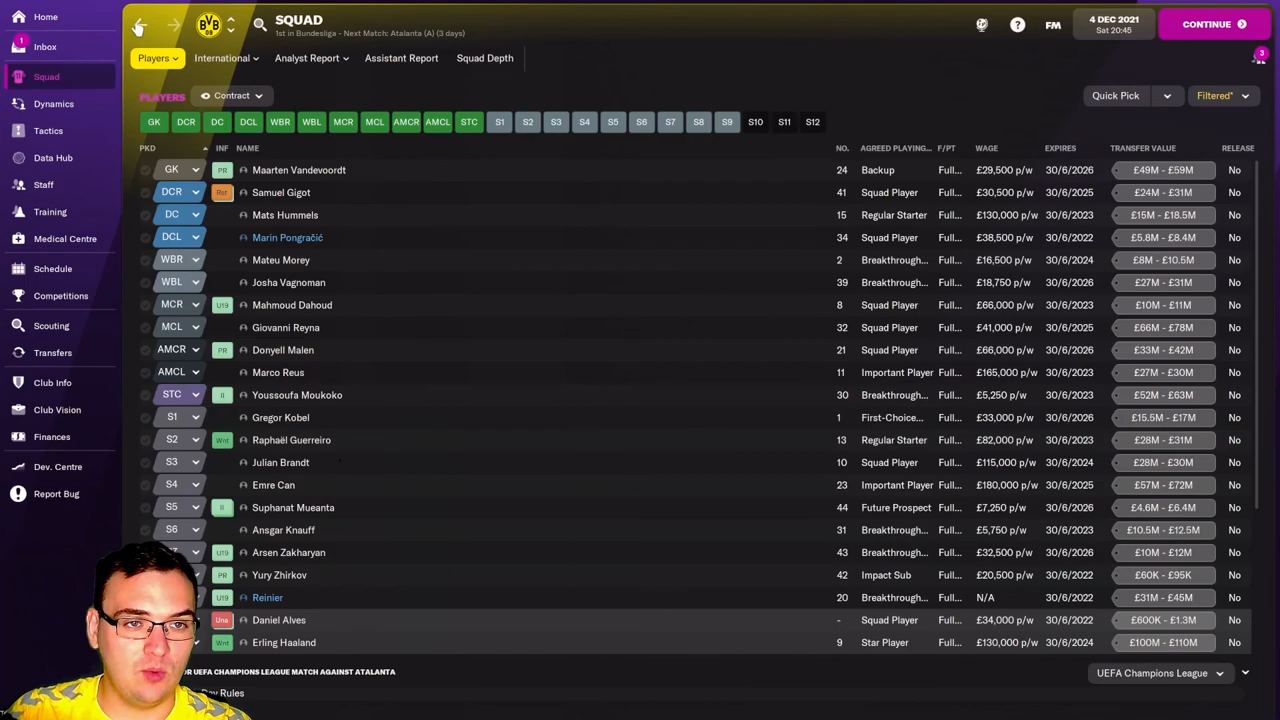 Home
Inbox
1
Squad
Dynamics
Tactics
Data Hub
Staff
Training
Medical Centre
Schedule
Competitions
Scouting
Transfers
Club Info
Club Vision
Finances
Dev. Centre
Report Bug
BVB 09
SQUAD
1st in Bundesliga - Next Match: Atalanta (A) (3 days)
? FM
4 DEC 2021
Sat 20:45
CONTINUE
Players International Analyst Report Assistant Report Squad Depth
3
PLAYERS Contract Quick Pick Filtered*
GK DCR DC DCL WBR WBL MCR MCL AMCR AMCL STC S1 S2 S3 S4 S5 S6 S7 S8 S9 S10 S11 S12
PKD INF NAME NO. AGREED PLAYING... F/PT WAGE EXPIRES TRANSFER VALUE RELEASE
GK PR Maarten Vandevoordt 24 Backup Full... £29,500 p/w 30/6/2026 £49M - £59M No
DCR Ref Samuel Gigot 41 Squad Player Full... £30,500 p/w 30/6/2025 £24M - £31M No
DC Mats Hummels 15 Regular Starter Full... £130,000 p/w 30/6/2023 £15M - £18.5M No
DCL Marin Pongračić 34 Squad Player Full... £38,500 p/w 30/6/2022 £5.8M - £8.4M No
WBR Mateu Morey 2 Breakthrough... Full... £16,500 p/w 30/6/2024 £8M - £10.5M No
WBL Josha Vagnoman 39 Breakthrough... Full... £18,750 p/w 30/6/2026 £27M - £31M No
MCR U19 Mahmoud Dahoud 8 Squad Player Full... £66,000 p/w 30/6/2023 £10M - £11M No
MCL Giovanni Reyna 32 Squad Player Full... £41,000 p/w 30/6/2025 £66M - £78M No
AMCR PR Donyell Malen 21 Squad Player Full... £66,000 p/w 30/6/2026 £33M - £42M No
AMCL Marco Reus 11 Important Player Full... £165,000 p/w 30/6/2023 £27M - £30M No
STC II Youssoufa Moukoko 30 Breakthrough... Full... £5,250 p/w 30/6/2023 £52M - £63M No
S1 Gregor Kobel 1 First-Choice... Full... £33,000 p/w 30/6/2026 £15.5M - £17M No
S2 Wnt Raphaël Guerreiro 13 Regular Starter Full... £82,000 p/w 30/6/2023 £28M - £31M No
S3 Julian Brandt 10 Squad Player Full... £115,000 p/w 30/6/2024 £28M - £30M No
S4 Emre Can 23 Important Player Full... £180,000 p/w 30/6/2024 £57M - £72M No
S5 II Suphanat Mueanta 44 Future Prospect Full... £7,250 p/w 30/6/2026 £4.6M - £6.4M No
S6 Ansgar Knauff 31 Breakthrough... Full... £5,750 p/w 30/6/2023 £10.5M - £12.5M No
U19 Arsen Zakharyan 43 Breakthrough... Full... £32,500 p/w 30/6/2026 £10M - £12M No
PR Yury Zhirkov 42 Impact Sub Full... £20,500 p/w 30/6/2022 £60K - £95K No
U19 Reinier 20 Breakthrough... Full... N/A 30/6/2022 £31M - £45M No
Una Daniel Alves - Squad Player Full... £34,000 p/w 30/6/2022 £600K - £1.3M No
Wnt Erling Haaland 9 Star Player Full... £130,000 p/w 30/6/2024 £100M - £110M No
OR UEFA CHAMPIONS LEAGUE MATCH AGAINST ATALANTA UEFA Champions League
Day Rules